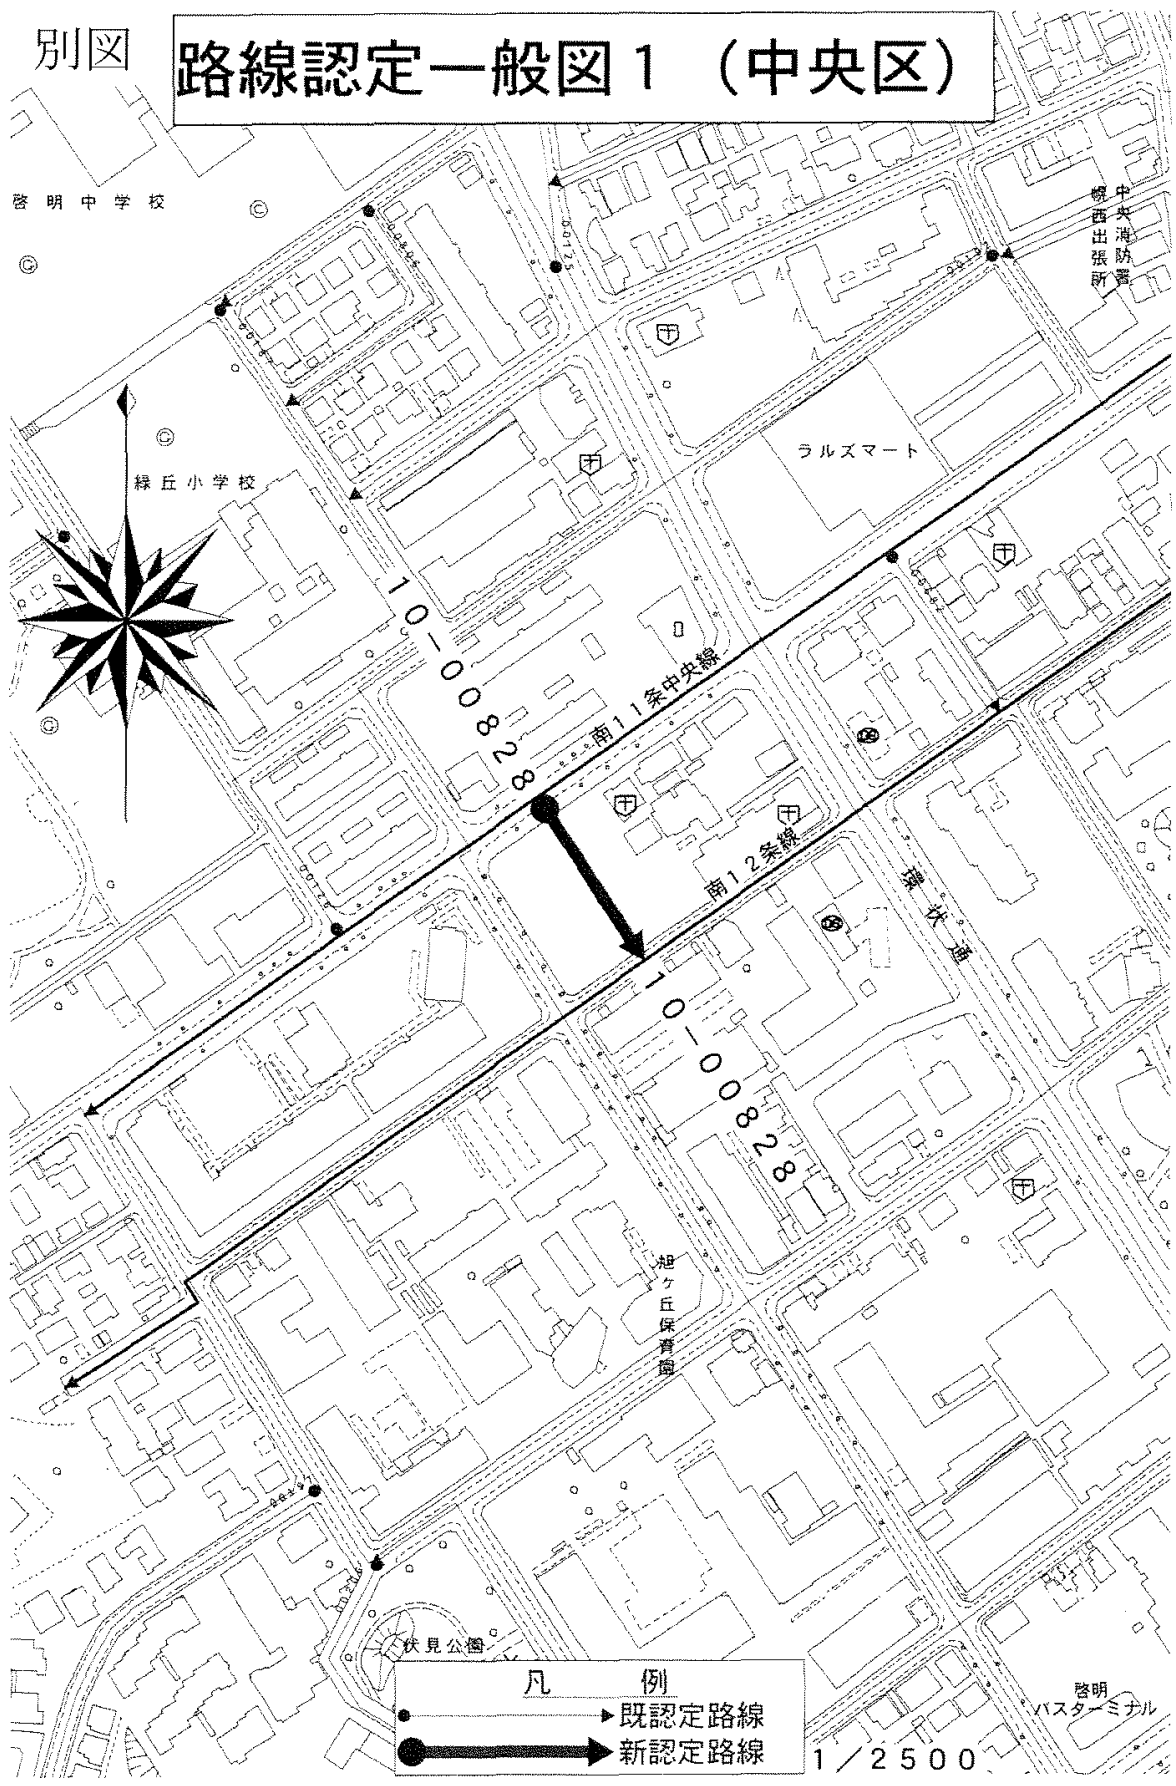 別図
路線認定一般図1（中央区）
啓明中学校
中央消防署
幌西出張所
00125
ラルズマート
緑丘小学校
10-00828
南11条中央線
南12条線
環状通
10-00828
旭ヶ丘保育園
伏見公園
凡例
既認定路線
新認定路線
1／2500
啓明
バスターミナル